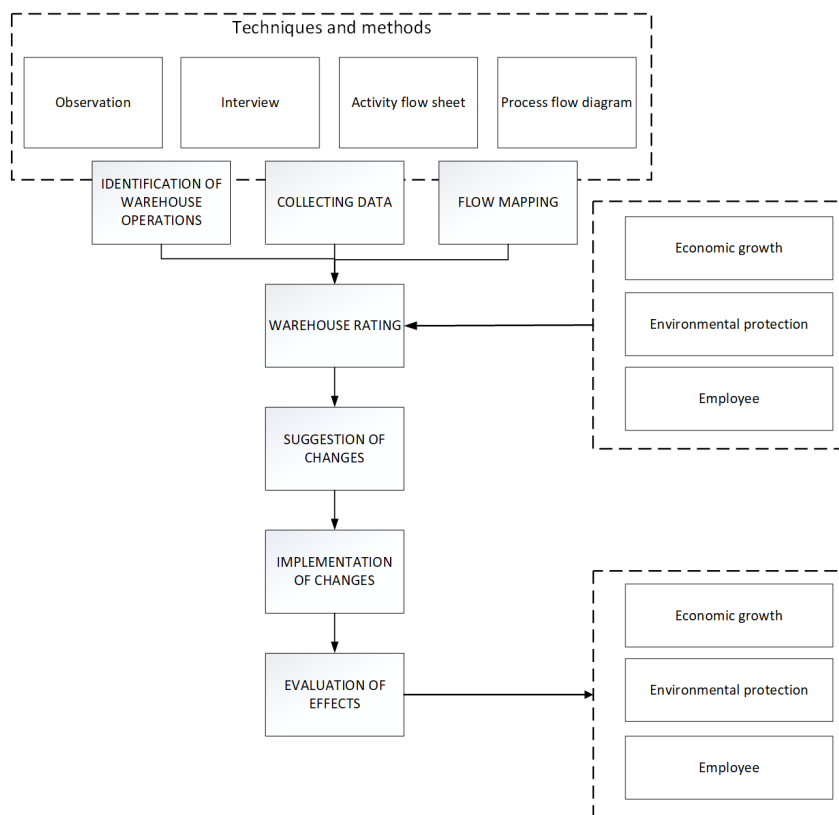 Techniques and methods
Observation
Interview
Activity flow sheet
Process flow diagram
IDENTIFICATION OF
WAREHOUSE
OPERATIONS
COLLECTING DATA
FLOW MAPPING
Economic growth
WAREHOUSE RATING
Environmental protection
Employee
SUGGESTION OF
CHANGES
IMPLEMENTATION
OF CHANGES
Economic growth
EVALUATION OF
EFFECTS
Environmental protection
Employee